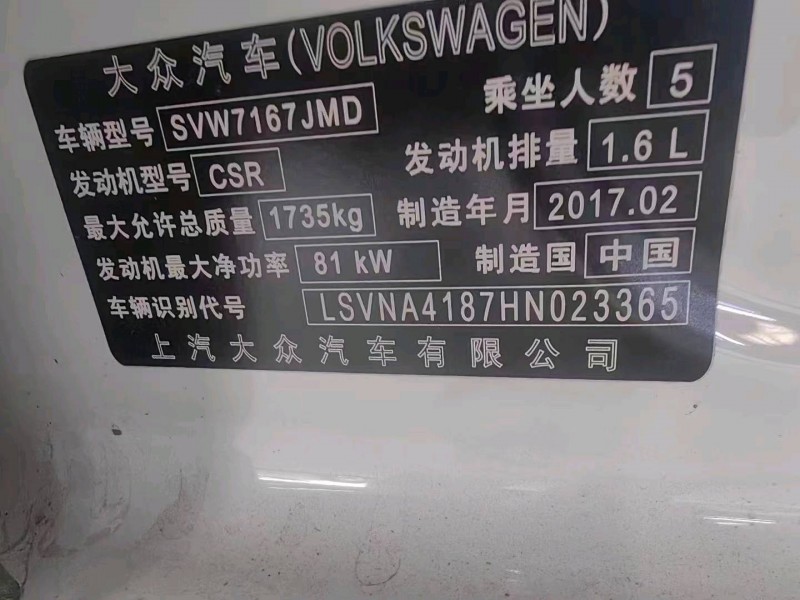 大众汽车(VOLKSWAGEN)
车辆型号 SVW7167JMD 乘坐人数 5
发动机型号 CSR 发动机排量 1.6 L
最大允许总质量 1735kg 制造年月 2017.02
发动机最大净功率 81 kW 制造国 中国
车辆识别代号 LSVNA4187HN023365
上汽大众汽车有限公司